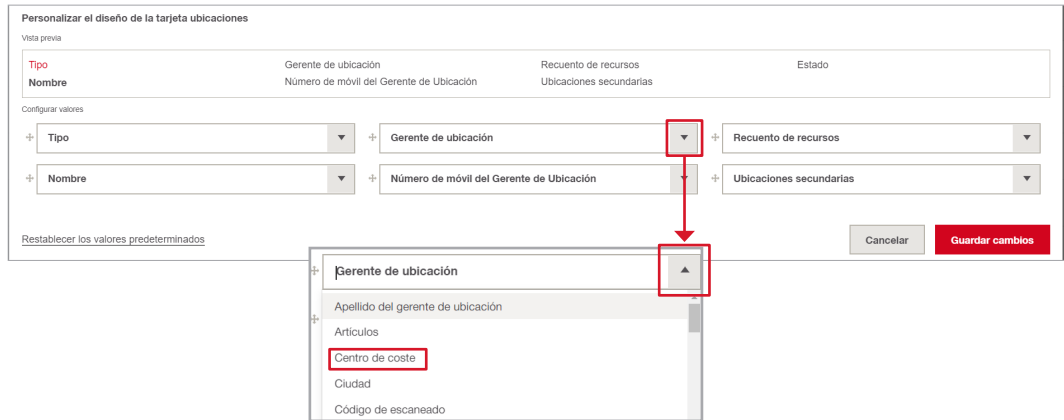 Personalizar el diseño de la tarjeta ubicaciones
Vista previa
Tipo Gerente de ubicación Recuento de recursos Estado
Nombre Número de móvil del Gerente de Ubicación Ubicaciones secundarias
Configurar valores
Tipo Gerente de ubicación Recuento de recursos
Nombre Número de móvil del Gerente de Ubicación Ubicaciones secundarias
Restablecer los valores predeterminados Cancelar Guardar cambios
Gerente de ubicación
Apellido del gerente de ubicación
Artículos
Centro de coste
Ciudad
Código de escaneado